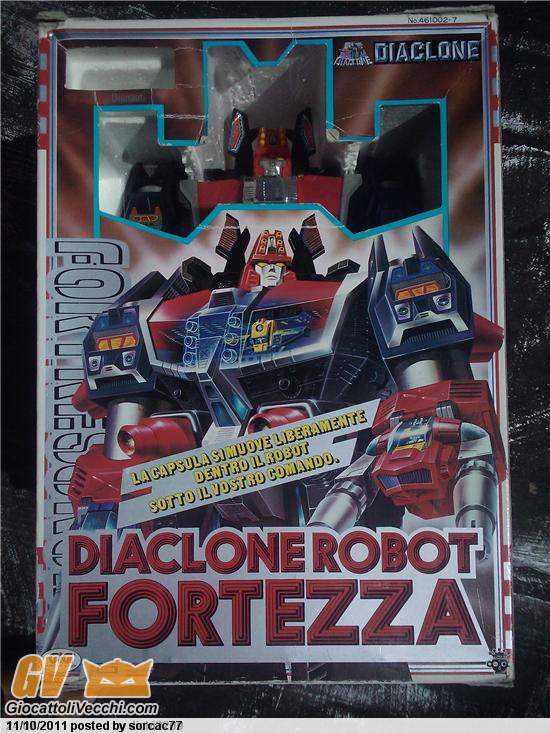 No.461002-7
DIACLONE
DIACLONE
LA CAPSULA SI MUOVE LIBERAMENTE
DENTRO IL ROBOT
SOTTO IL VOSTRO COMANDO.
DIACLONE ROBOT
FORTEZZA
GV
GiocattoliVecchi.com
11/10/2011 posted by sorcac77